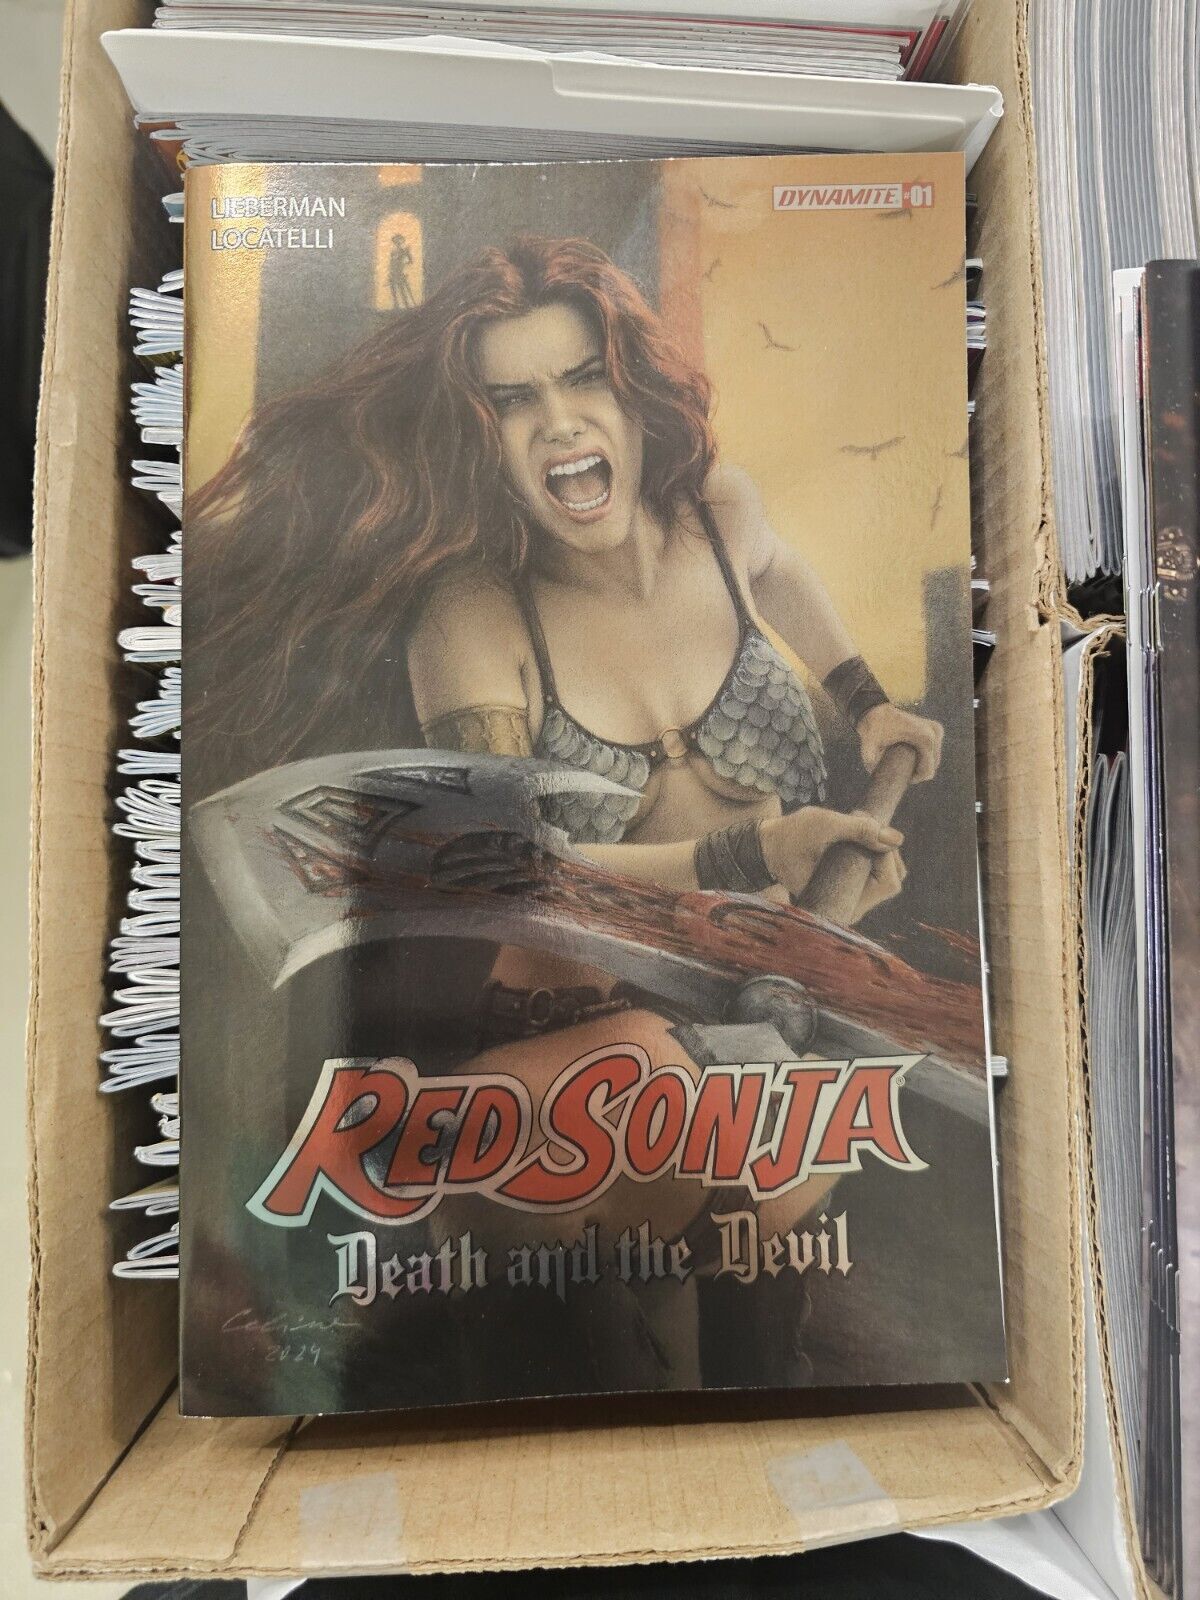 LIEBERMAN
LOCATELLI
DYNAMITE. #01
RED SONJA®
Death and the Devil
2024